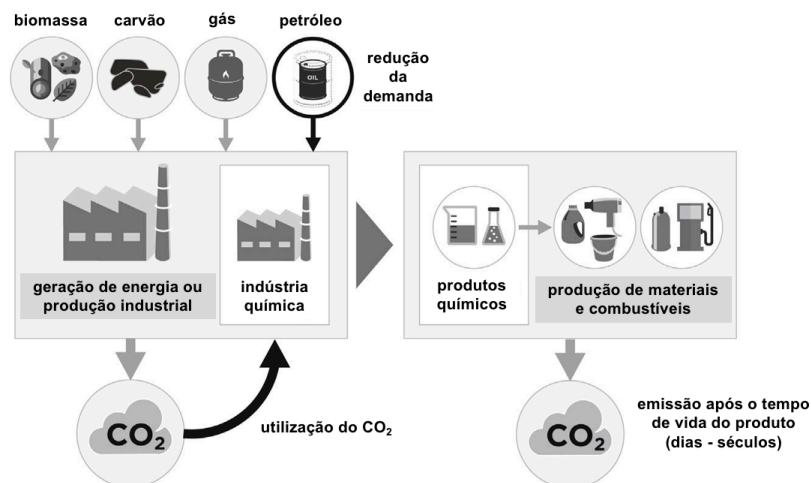 biomassa
carvão
gás
petróleo
OIL
redução
da
demanda
geração de energia ou
produção industrial
indústria
química
produtos
químicos
produção de materiais
e combustíveis
CO₂
utilização do CO₂
CO₂
emissão após o tempo
de vida do produto
(dias - séculos)